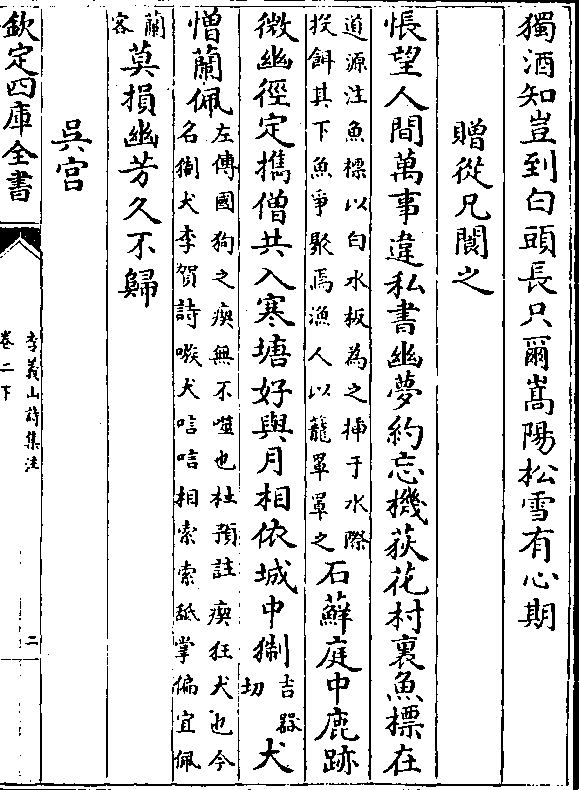 獨酒知豈到白頭長只爾嵩陽松雪有心期
贈從兄閬之
悵望人間萬事違私書幽夢約忘機荻花村裏魚標在
道源注魚標以白水板為之挿于水際
投餌其下魚爭聚焉漁人以籠罩罩之
石蘚庭中鹿跡
微幽徑定擕僧共入寒塘好與月相依城中猘
吉器
切
犬
憎蘭佩
左傳國狗之瘈無不噬也杜預註瘈狂犬也今
名猘犬李賀詩嗾犬唁唁相索索舐掌偏宜佩
蘭
客
莫損幽芳久不歸
吳宫
欽定四庫全書
李義山詩集注
卷二下
二